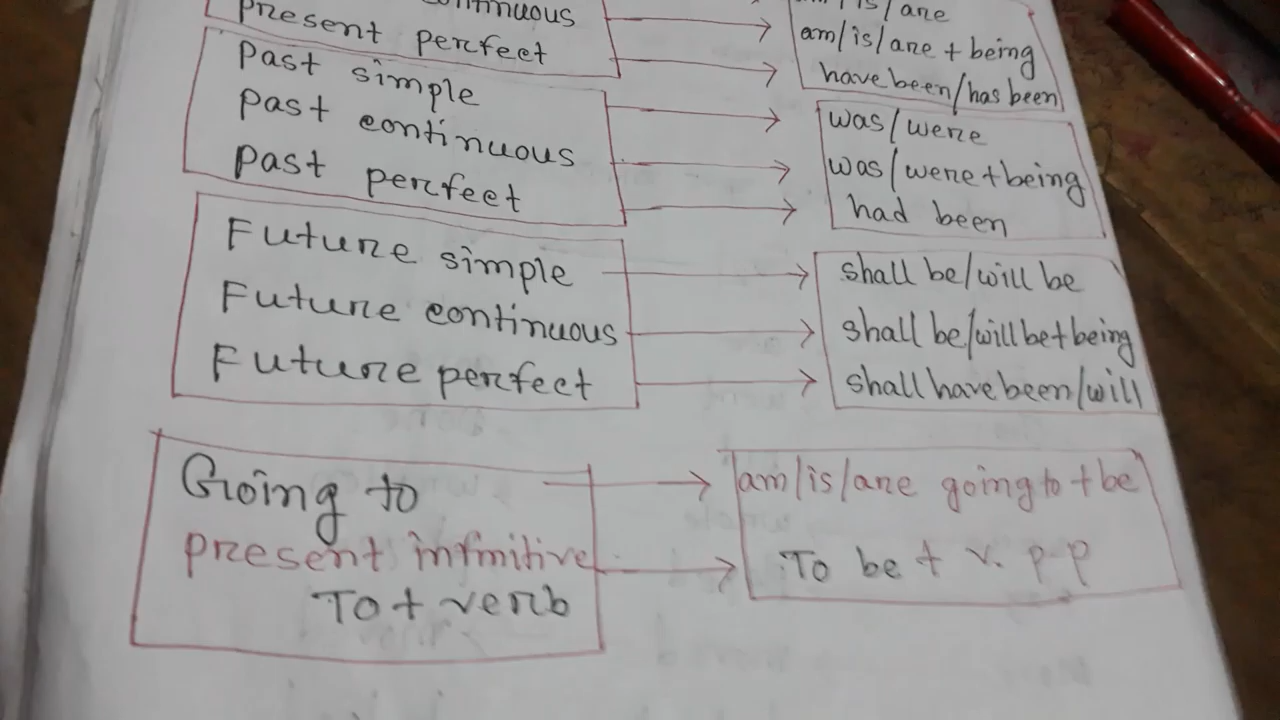 present perfect
am/is/are + being
have been/has been
past simple
past continuous
past perfect
was/were
was/were + being
had been
Future simple
Future continuous
Future perfect
shall be/will be
shall be/will be + being
shall have been/will
Going to
present infinitive
To + verb
am/is/are going to + be
To be + v. p-p